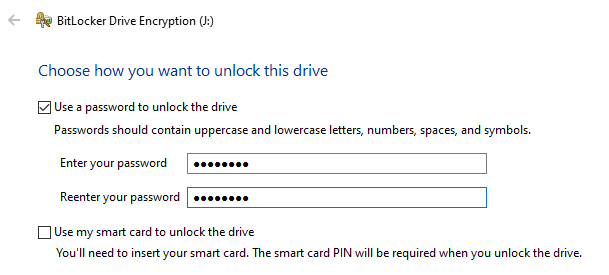 BitLocker Drive Encryption (J:)
Choose how you want to unlock this drive
Use a password to unlock the drive
Passwords should contain uppercase and lowercase letters, numbers, spaces, and symbols.
Enter your password ●●●●●●●●
Reenter your password ●●●●●●●●
Use my smart card to unlock the drive
You'll need to insert your smart card. The smart card PIN will be required when you unlock the drive.